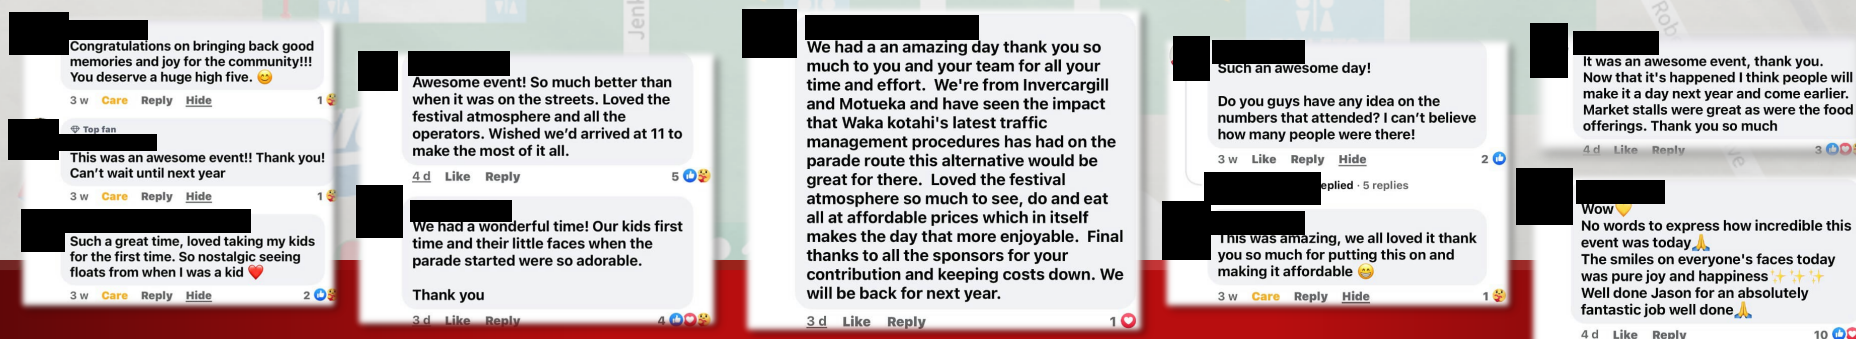 Congratulations on bringing back good
memories and joy for the community!!!
You deserve a huge high five. 😊
3 w Care Reply Hide 1
Top fan
This was an awesome event!! Thank you!
Can't wait until next year
3 w Care Reply Hide 1
Such a great time, loved taking my kids
for the first time. So nostalgic seeing
floats from when I was a kid ❤️
3 w Care Reply Hide 2
Awesome event! So much better than
when it was on the streets. Loved the
festival atmosphere and all the
operators. Wished we'd arrived at 11 to
make the most of it all.
4 d Like Reply 5
We had a wonderful time! Our kids first
time and their little faces when the
parade started were so adorable.
Thank you
3 d Like Reply 4
Jenk
We had a an amazing day thank you so
much to you and your team for all your
time and effort. We're from Invercargill
and Motueka and have seen the impact
that Waka kotahi's latest traffic
management procedures has had on the
parade route this alternative would be
great for there. Loved the festival
atmosphere so much to see, do and eat
all at affordable prices which in itself
makes the day that more enjoyable. Final
thanks to all the sponsors for your
contribution and keeping costs down. We
will be back for next year.
3 d Like Reply 1
Such an awesome day!
Do you guys have any idea on the
numbers that attended? I can't believe
how many people were there!
3 w Like Reply Hide 2
eplied · 5 replies
This was amazing, we all loved it thank
you so much for putting this on and
making it affordable 😁
3 w Care Reply Hide 1
Rob
It was an awesome event, thank you.
Now that it's happened I think people will
make it a day next year and come earlier.
Market stalls were great as were the food
offerings. Thank you so much
4 d Like Reply 3
Wow💛
No words to express how incredible this
event was today🙏
The smiles on everyone's faces today
was pure joy and happiness✨✨✨
Well done Jason for an absolutely
fantastic job well done🙏
4 d Like Reply 10